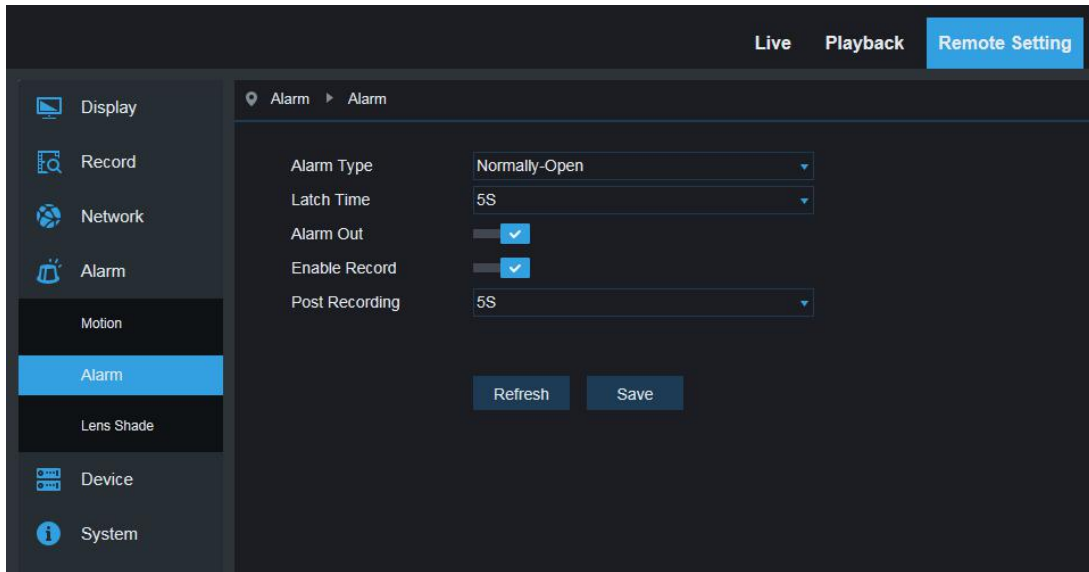 Live Playback Remote Setting
Display
Record
Network
Alarm
Motion
Alarm
Lens Shade
Device
System
Alarm Alarm
Alarm Type Normally-Open
Latch Time 5S
Alarm Out
Enable Record
Post Recording 5S
Refresh Save